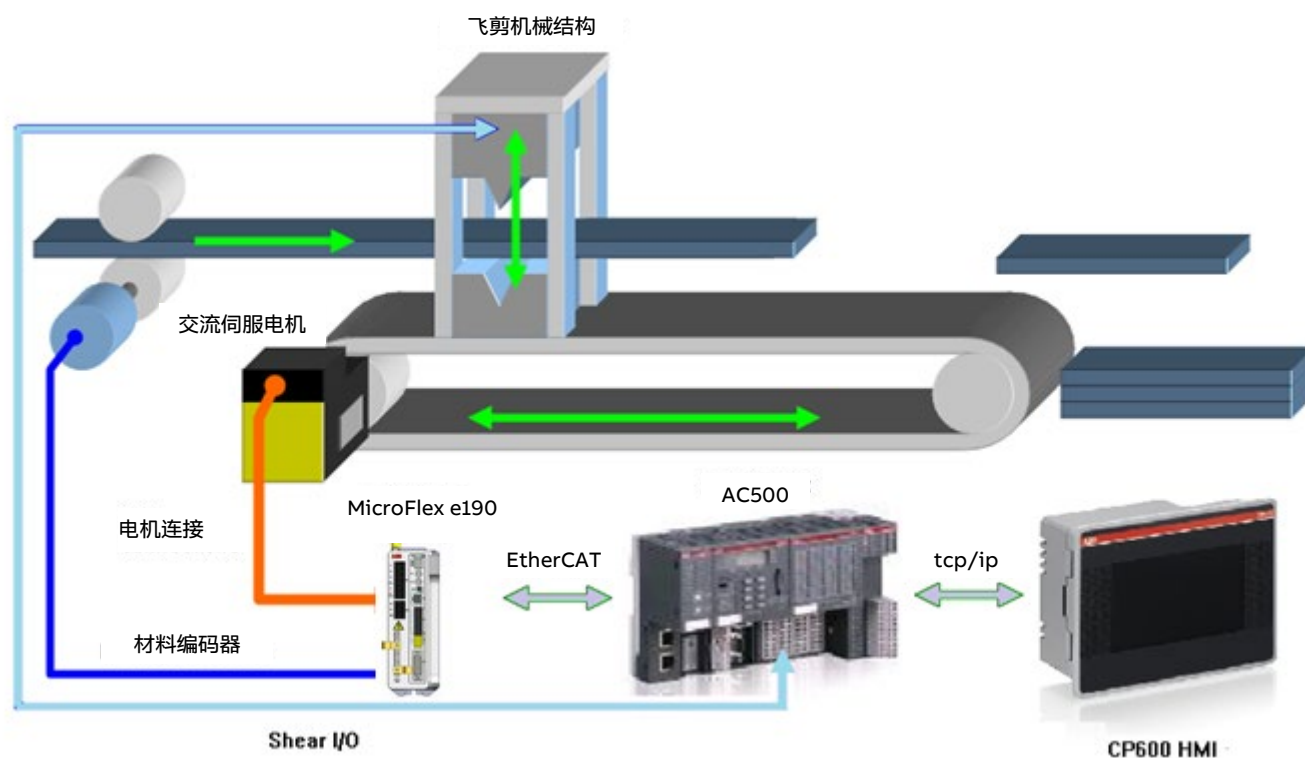 飞剪机械结构
交流伺服电机
MicroFlex e190
AC500
电机连接
EtherCAT
tcp/ip
材料编码器
Shear I/O
CP600 HMI